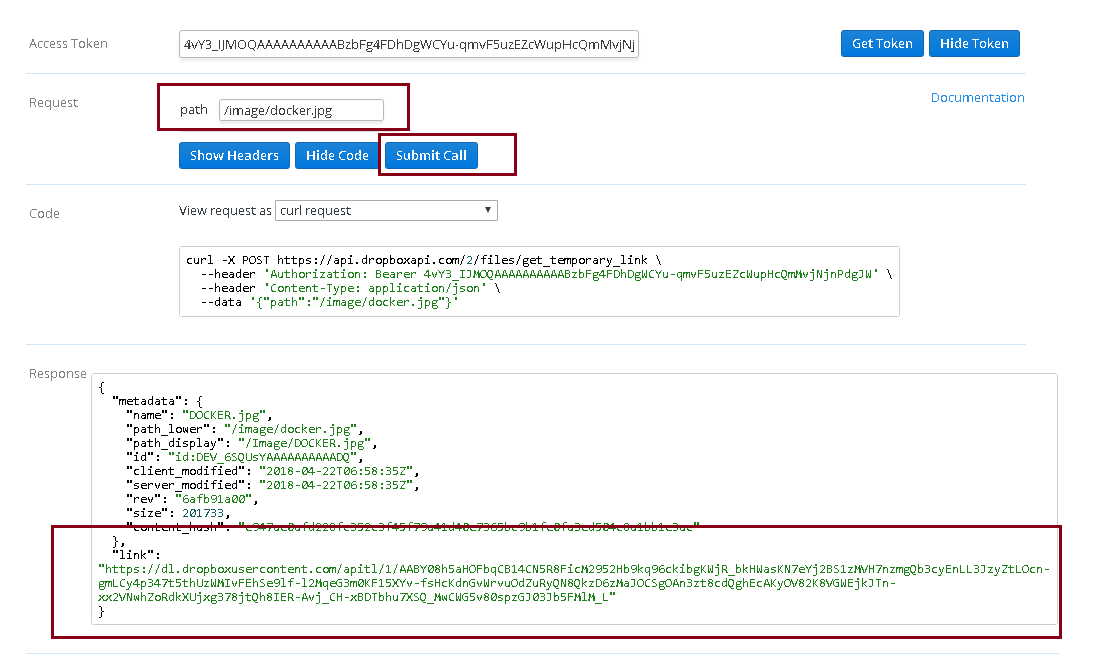 Access Token
4vY3_IJMOQAAAAAAAAAABzbFg4FDhDgWCYu-qmvF5uzEZcWupHcQmMvjNj
Get Token
Hide Token
Request
path
/image/docker.jpg
Documentation
Show Headers
Hide Code
Submit Call
Code
View request as
curl request
curl -X POST https://api.dropboxapi.com/2/files/get_temporary_link \
--header 'Authorization: Bearer 4vY3_IJMOQAAAAAAAAAABzbFg4FDhDgWCYu-qmvF5uzEZcWupHcQmMvjNjnPdgJW' \
--header 'Content-Type: application/json' \
--data '{"path":"/image/docker.jpg"}'
Response
{
"metadata": {
"name": "DOCKER.jpg",
"path_lower": "/image/docker.jpg",
"path_display": "/Image/DOCKER.jpg",
"id": "id:DEV_6SQUsYAAAAAAAAAADQ",
"client_modified": "2018-04-22T06:58:35Z",
"server_modified": "2018-04-22T06:58:35Z",
"rev": "6afb91a00",
"size": 201733,
"content_hash":
},
"link":
"https://dl.dropboxusercontent.com/apitl/1/AABY08h5aHOFbqCB14CN5R8FicM2952Hb9kq96ckibgKWjR_bkHWasKN7eYj2BS1zMVH7nzmgQb3cyEnLL3JzyZtLOcn-
gmLCy4p347t5thUzWMIvFEhSe9lf-l2MqeG3m0KF15XYv-fsHcKdnGvWrvuOdZuRyQN8QkzD6zMaJOCSgOAn3zt8cdQghEcAKyOV82K8VGWEjkJTn-
xx2VNwhZoRdkXUjxg378jtQh8IER-Avj_CH-xBDTbhu7XSQ_MwCWG5v80spzGJ03Jb5FMlM_L"
}